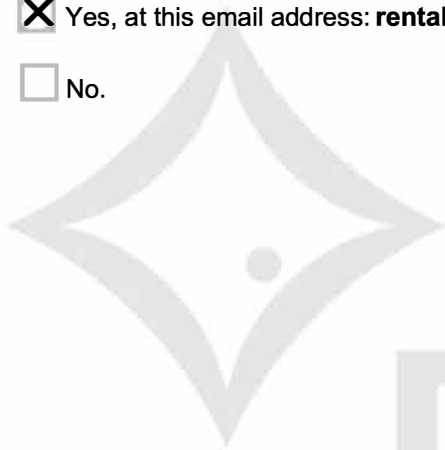 Yes, at this email address: rental
No.